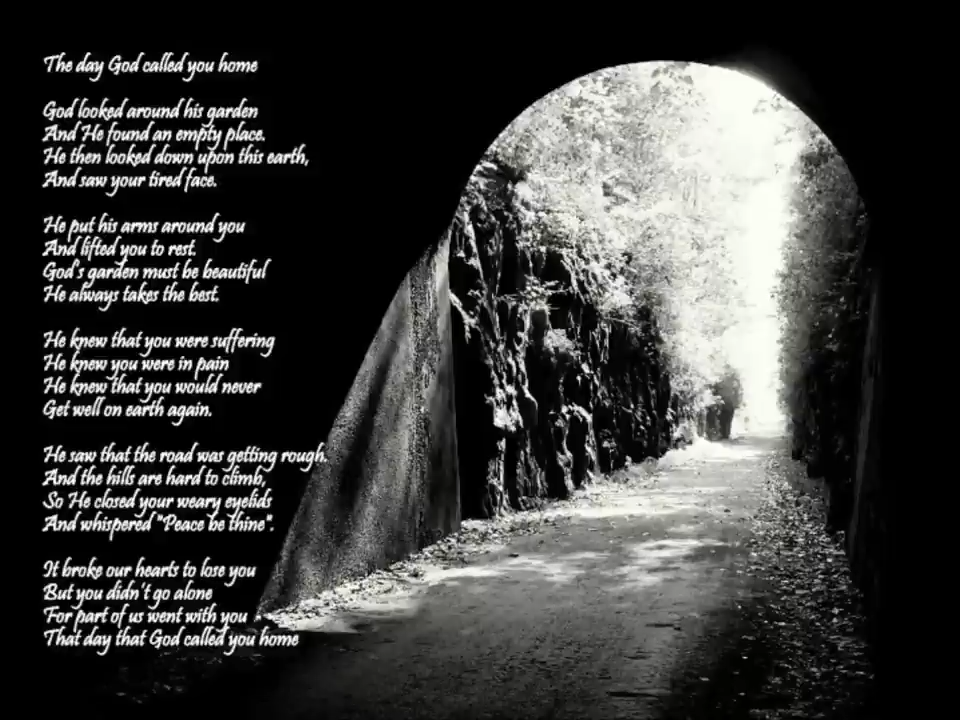 The day God called you home
God looked around his garden
And He found an empty place.
He then looked down upon this earth,
And saw your tired face.
He put his arms around you
And lifted you to rest.
God's garden must be beautiful
He always takes the best.
He knew that you were suffering
He knew you were in pain
He knew that you would never
Get well on earth again.
He saw that the road was getting rough.
And the hills are hard to climb,
So He closed your weary eyelids
And whispered "Peace be thine".
It broke our hearts to lose you
But you didn't go alone
For part of us went with you
That day that God called you home